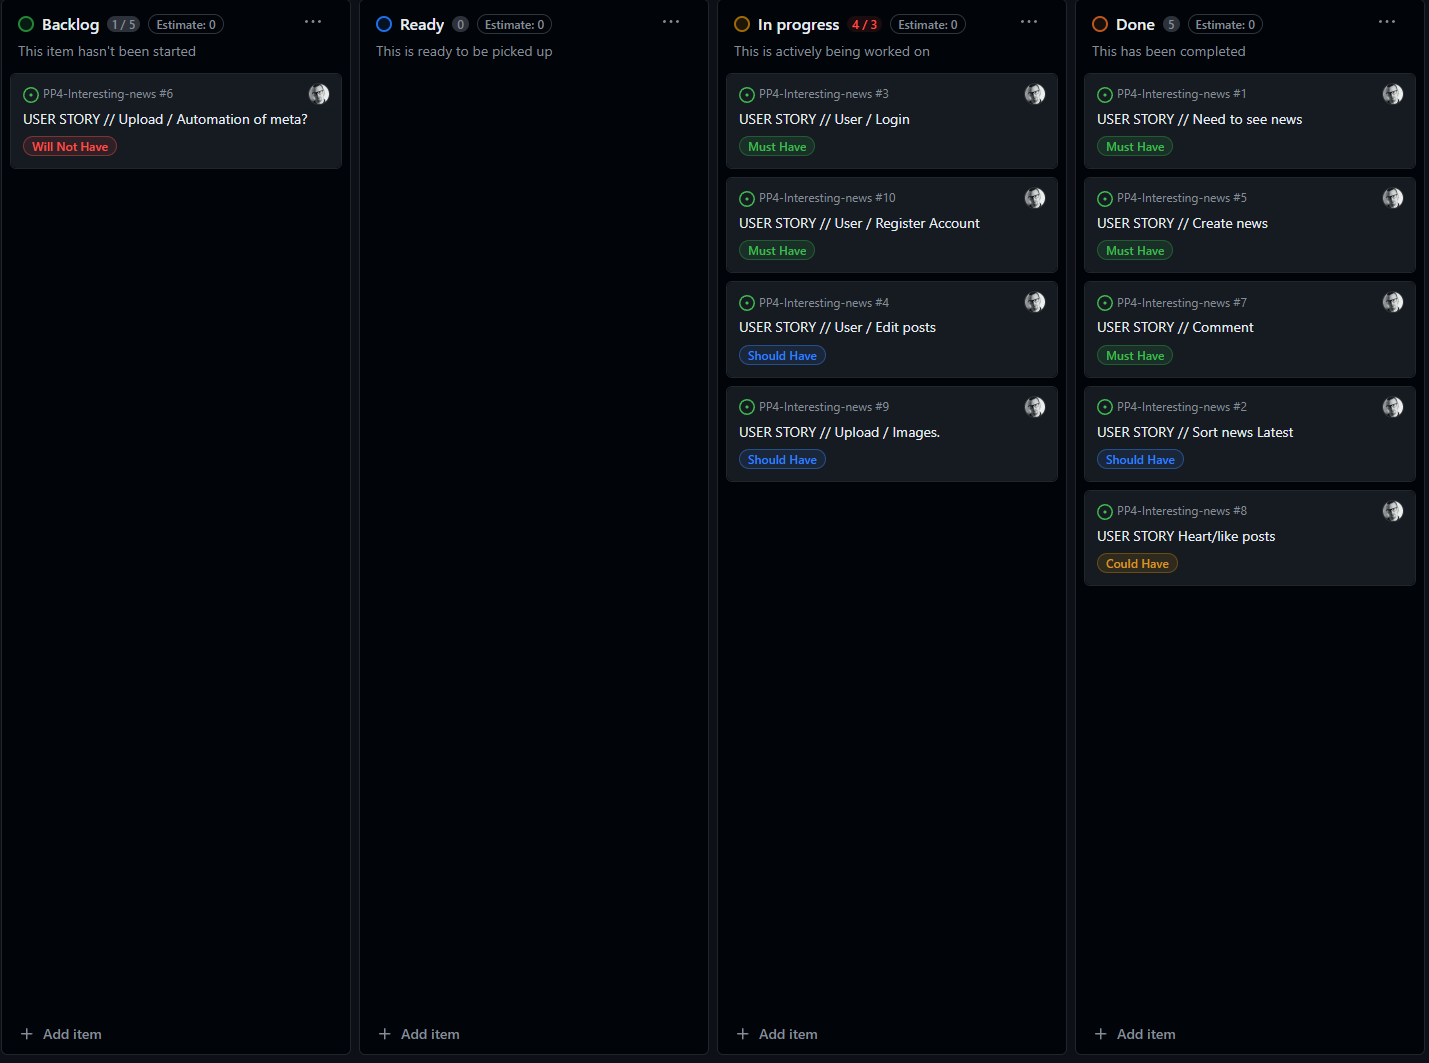 Backlog 1 / 5 Estimate: 0
This item hasn't been started
PP4-Interesting-news #6
USER STORY // Upload / Automation of meta?
Will Not Have
Add item
Ready 0 Estimate: 0
This is ready to be picked up
Add item
In progress 4 / 3 Estimate: 0
This is actively being worked on
PP4-Interesting-news #3
USER STORY // User / Login
Must Have
PP4-Interesting-news #10
USER STORY // User / Register Account
Must Have
PP4-Interesting-news #4
USER STORY // User / Edit posts
Should Have
PP4-Interesting-news #9
USER STORY // Upload / Images.
Should Have
Add item
Done 5 Estimate: 0
This has been completed
PP4-Interesting-news #1
USER STORY // Need to see news
Must Have
PP4-Interesting-news #5
USER STORY // Create news
Must Have
PP4-Interesting-news #7
USER STORY // Comment
Must Have
PP4-Interesting-news #2
USER STORY // Sort news Latest
Should Have
PP4-Interesting-news #8
USER STORY Heart/like posts
Could Have
Add item